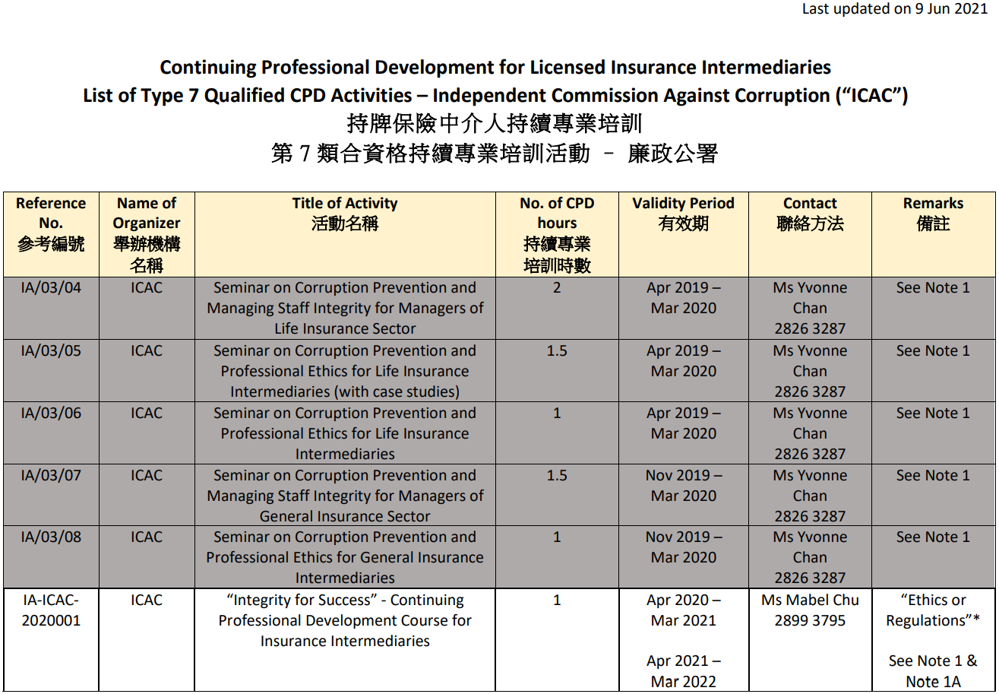 Last updated on 9 Jun 2021
Continuing Professional Development for Licensed Insurance Intermediaries
List of Type 7 Qualified CPD Activities – Independent Commission Against Corruption (“ICAC”)
持牌保險中介人持續專業培訓
第 7 類合資格持續專業培訓活動 – 廉政公署
Reference
No.
參考編號
Name of
Organizer
舉辦機構
名稱
Title of Activity
活動名稱
No. of CPD
hours
持續專業
培訓時數
Validity Period
有效期
Contact
聯絡方法
Remarks
備註
IA/03/04
ICAC
Seminar on Corruption Prevention and
Managing Staff Integrity for Managers of
Life Insurance Sector
2
Apr 2019 –
Mar 2020
Ms Yvonne
Chan
2826 3287
See Note 1
IA/03/05
ICAC
Seminar on Corruption Prevention and
Professional Ethics for Life Insurance
Intermediaries (with case studies)
1.5
Apr 2019 –
Mar 2020
Ms Yvonne
Chan
2826 3287
See Note 1
IA/03/06
ICAC
Seminar on Corruption Prevention and
Professional Ethics for Life Insurance
Intermediaries
1
Apr 2019 –
Mar 2020
Ms Yvonne
Chan
2826 3287
See Note 1
IA/03/07
ICAC
Seminar on Corruption Prevention and
Managing Staff Integrity for Managers of
General Insurance Sector
1.5
Nov 2019 –
Mar 2020
Ms Yvonne
Chan
2826 3287
See Note 1
IA/03/08
ICAC
Seminar on Corruption Prevention and
Professional Ethics for General Insurance
Intermediaries
1
Nov 2019 –
Mar 2020
Ms Yvonne
Chan
2826 3287
See Note 1
IA-ICAC-
2020001
ICAC
“Integrity for Success” - Continuing
Professional Development Course for
Insurance Intermediaries
1
Apr 2020 –
Mar 2021
Apr 2021 –
Mar 2022
Ms Mabel Chu
2899 3795
“Ethics or
Regulations”*
See Note 1 &
Note 1A